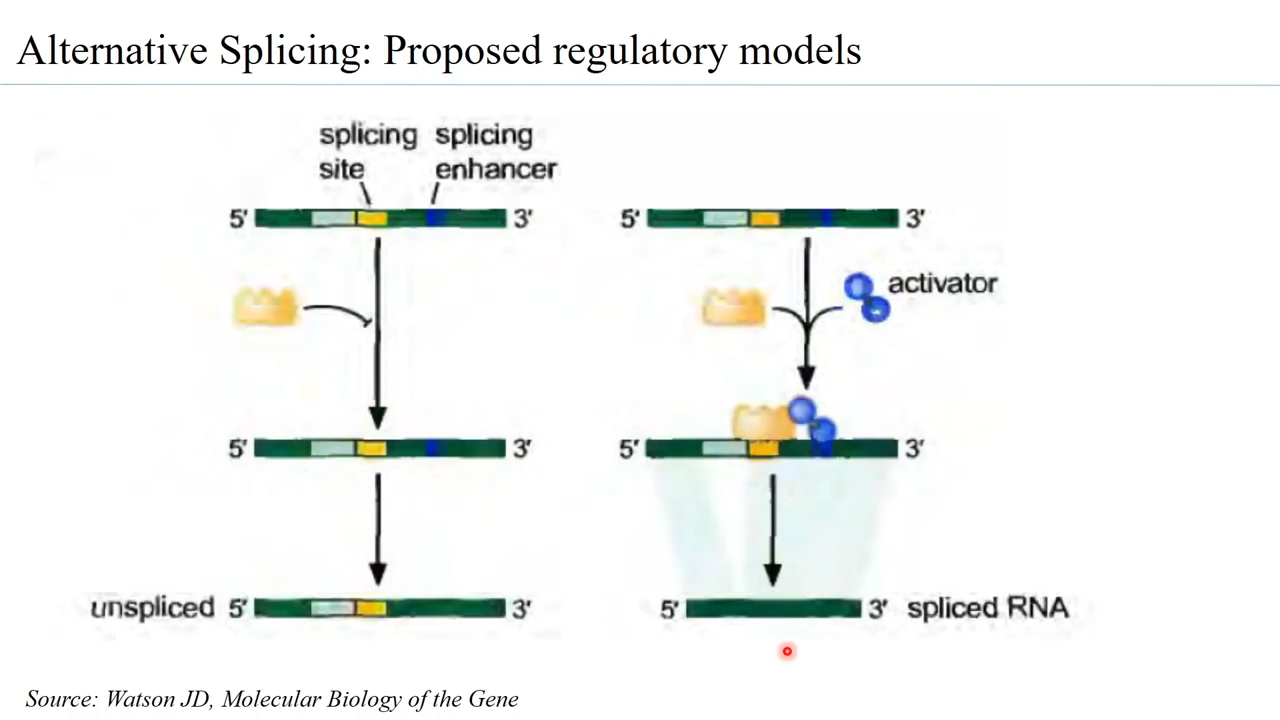 Alternative Splicing: Proposed regulatory models
splicing splicing
site enhancer
5′ 3′ 5′ 3′
activator
5′ 3′ 5′ 3′
unspliced 5′ 3′ 5′ 3′ spliced RNA
Source: Watson JD, Molecular Biology of the Gene